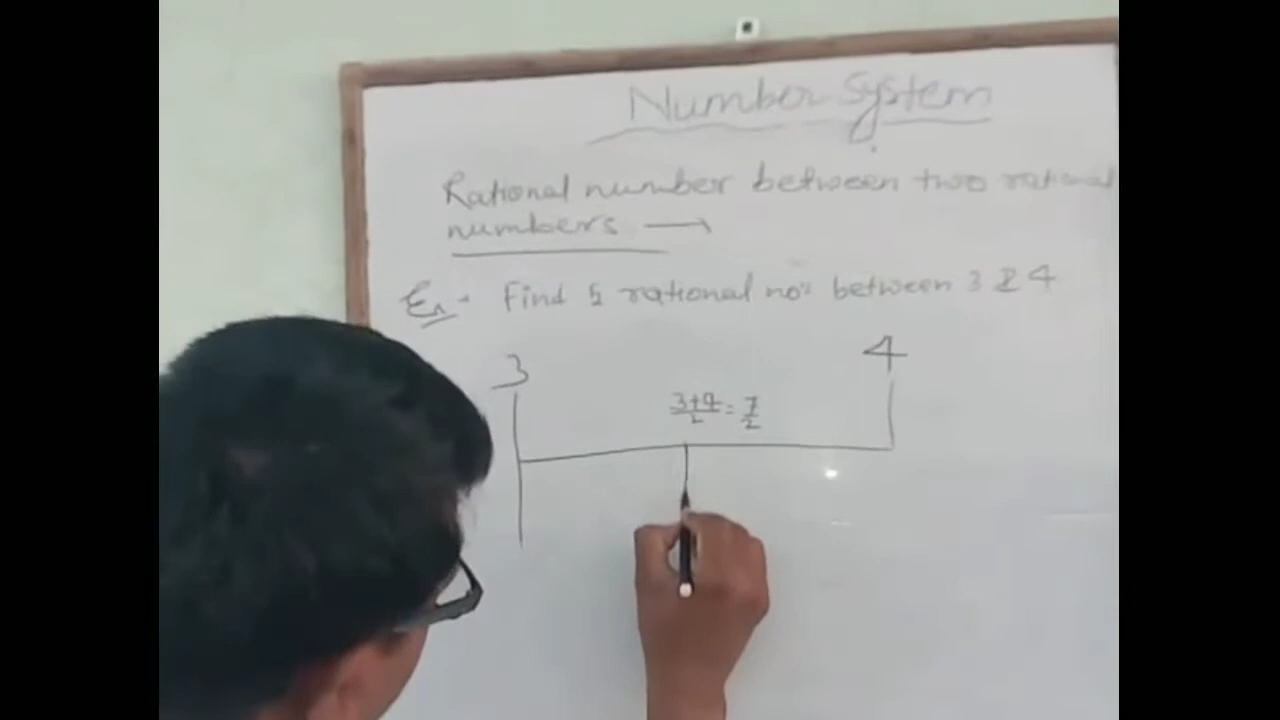 Number System
Rational number between two rational
numbers →
Ex - Find 5 rational nos between 3 & 4
3 4
3+4/2 = 7/2